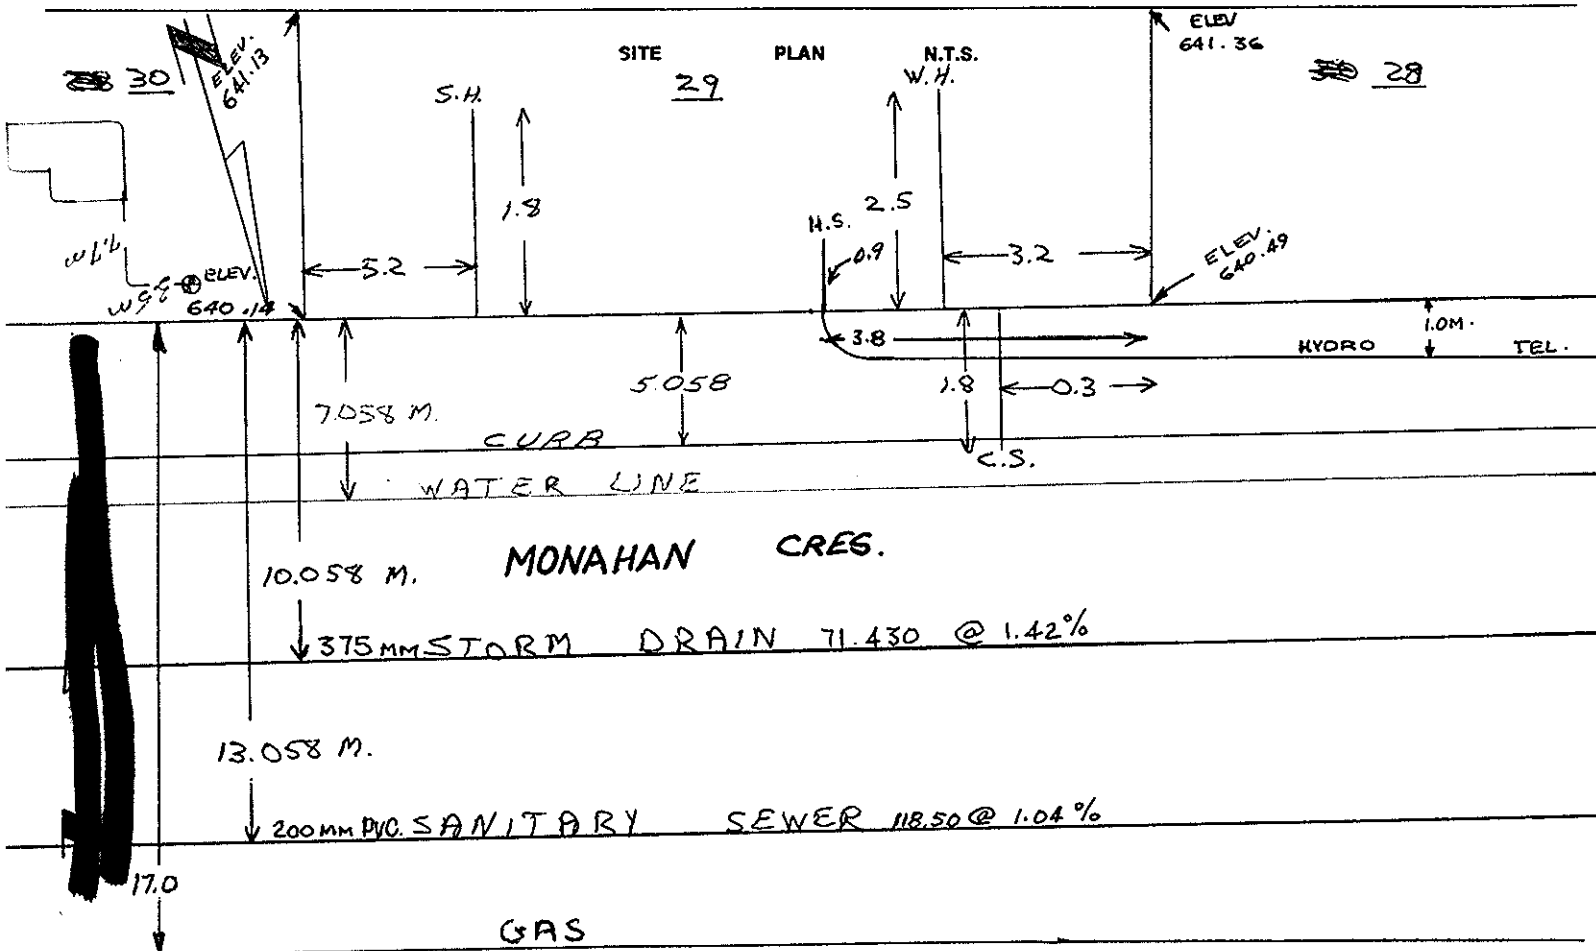 ELEV.
641.13
SITE PLAN N.T.S.
ELEV
641.36
30
29
28
S.H.
W.H.
1.8
2.5
H.S.
0.9
5.2
3.2
ELEV.
640.49
ELEV.
640.14
3.8
1.0M.
HYDRO TEL.
5.058
1.8
0.3
7.058 M.
CURB
C.S.
WATER LINE
MONAHAN CRES.
10.058 M.
375MM STORM DRAIN 71.430 @ 1.42%
13.058 M.
200MM PVC. SANITARY SEWER 118.50 @ 1.04%
17.0
GAS